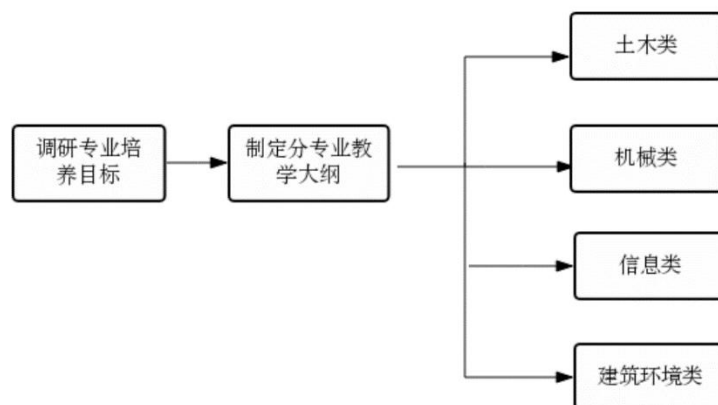 调研专业培
养目标
制定分专业教
学大纲
土木类
机械类
信息类
建筑环境类